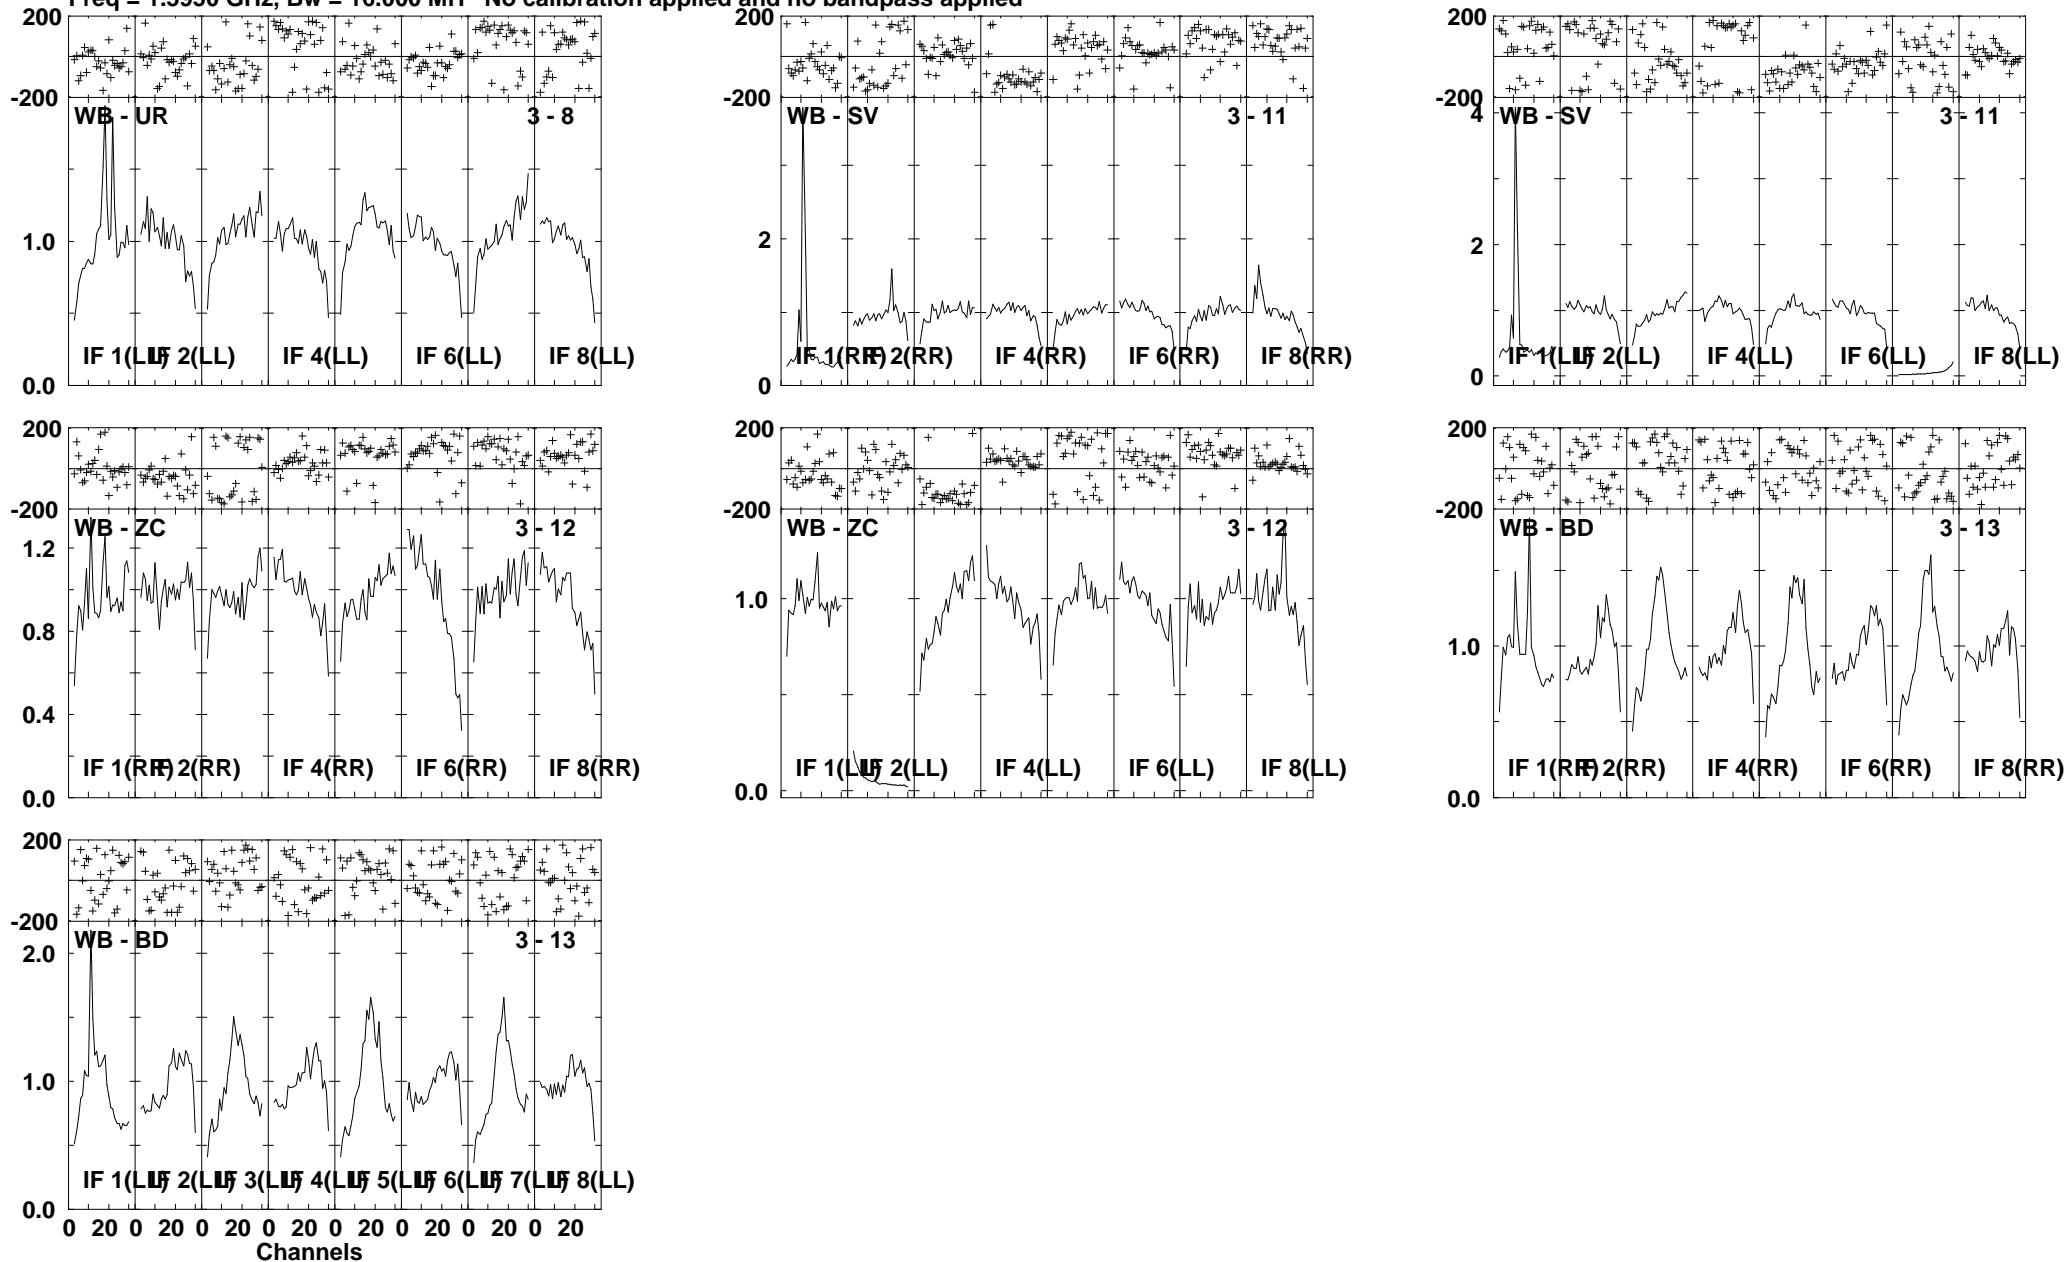 Freq = 1.5950 GHz, Bw = 16.000 MH No calibration applied and no bandpass applied
200
-200
WB - UR 3 - 8
1.0
0.0
IF 1(LL) IF 2(LL) IF 4(LL) IF 6(LL) IF 8(LL)
200
-200
WB - SV 3 - 11
2
0
IF 1(RR) IF 2(RR) IF 4(RR) IF 6(RR) IF 8(RR)
200
-200
4
WB - SV 3 - 11
2
0
IF 1(LL) IF 2(LL) IF 4(LL) IF 6(LL) IF 8(LL)
200
-200
WB - ZC 3 - 12
1.2
1.0
0.8
0.4
0.0
IF 1(RR) IF 2(RR) IF 4(RR) IF 6(RR) IF 8(RR)
200
-200
WB - ZC 3 - 12
1.0
0.0
IF 1(LL) IF 2(LL) IF 4(LL) IF 6(LL) IF 8(LL)
200
-200
WB - BD 3 - 13
1.0
0.0
IF 1(RR) IF 2(RR) IF 4(RR) IF 6(RR) IF 8(RR)
200
-200
WB - BD 3 - 13
2.0
1.0
0.0
IF 1(LL) IF 2(LL) IF 3(LL) IF 4(LL) IF 5(LL) IF 6(LL) IF 7(LL) IF 8(LL)
0 20 0 20 0 20 0 20 0 20 0 20 0 20 0 20
Channels